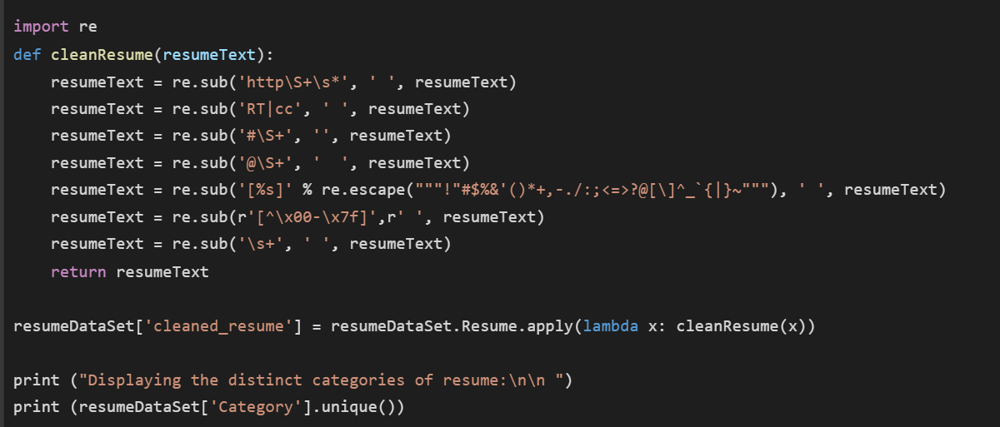 import re
def cleanResume(resumeText):
    resumeText = re.sub('http\S+\s*', ' ', resumeText)
    resumeText = re.sub('RT|cc', ' ', resumeText)
    resumeText = re.sub('#\S+', '', resumeText)
    resumeText = re.sub('@\S+', '  ', resumeText)
    resumeText = re.sub('[%s]' % re.escape("""!"#$%&'()*+,-./:;<=>?@[\]^_`{|}~"""), ' ', resumeText)
    resumeText = re.sub(r'[^\x00-\x7f]',r' ', resumeText)
    resumeText = re.sub('\s+', ' ', resumeText)
    return resumeText

resumeDataSet['cleaned_resume'] = resumeDataSet.Resume.apply(lambda x: cleanResume(x))

print ("Displaying the distinct categories of resume:\n\n ")
print (resumeDataSet['Category'].unique())